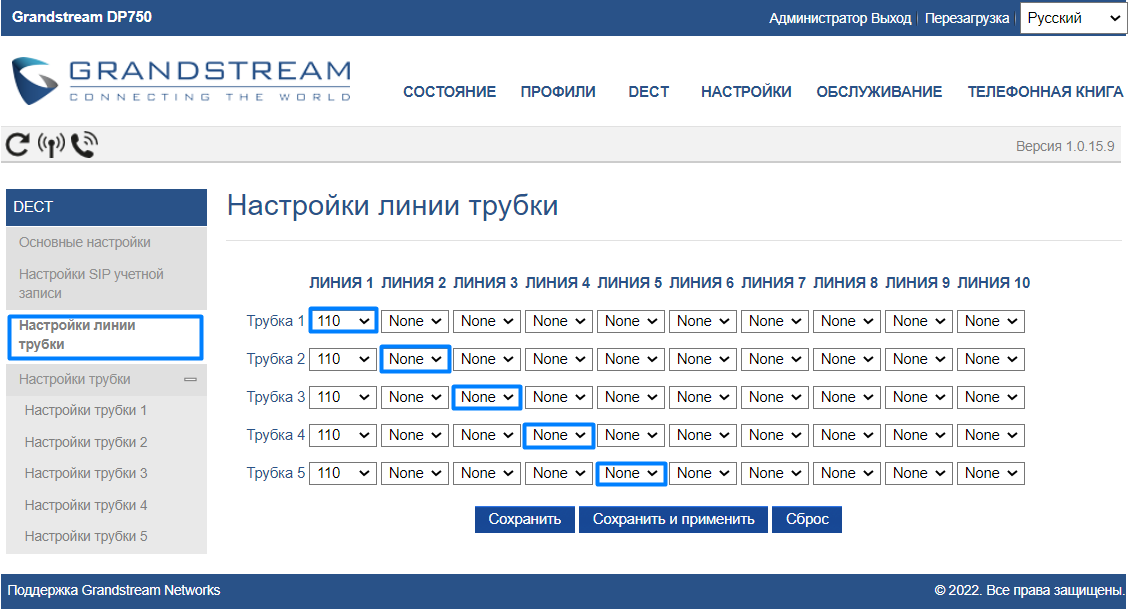 Grandstream DP750
Администратор Выход | Перезагрузка | Русский
GRANDSTREAM
CONNECTING THE WORLD
СОСТОЯНИЕ ПРОФИЛИ DECT НАСТРОЙКИ ОБСЛУЖИВАНИЕ ТЕЛЕФОННАЯ КНИГА
Версия 1.0.15.9
DECT
Основные настройки
Настройки SIP учетной
записи
Настройки линии
трубки
Настройки трубки
Настройки трубки 1
Настройки трубки 2
Настройки трубки 3
Настройки трубки 4
Настройки трубки 5
Настройки линии трубки
ЛИНИЯ 1 ЛИНИЯ 2 ЛИНИЯ 3 ЛИНИЯ 4 ЛИНИЯ 5 ЛИНИЯ 6 ЛИНИЯ 7 ЛИНИЯ 8 ЛИНИЯ 9 ЛИНИЯ 10
Трубка 1 110 None None None None None None None None None
Трубка 2 110 None None None None None None None None None
Трубка 3 110 None None None None None None None None None
Трубка 4 110 None None None None None None None None None
Трубка 5 110 None None None None None None None None None
Сохранить Сохранить и применить Сброс
Поддержка Grandstream Networks
© 2022. Все права защищены.